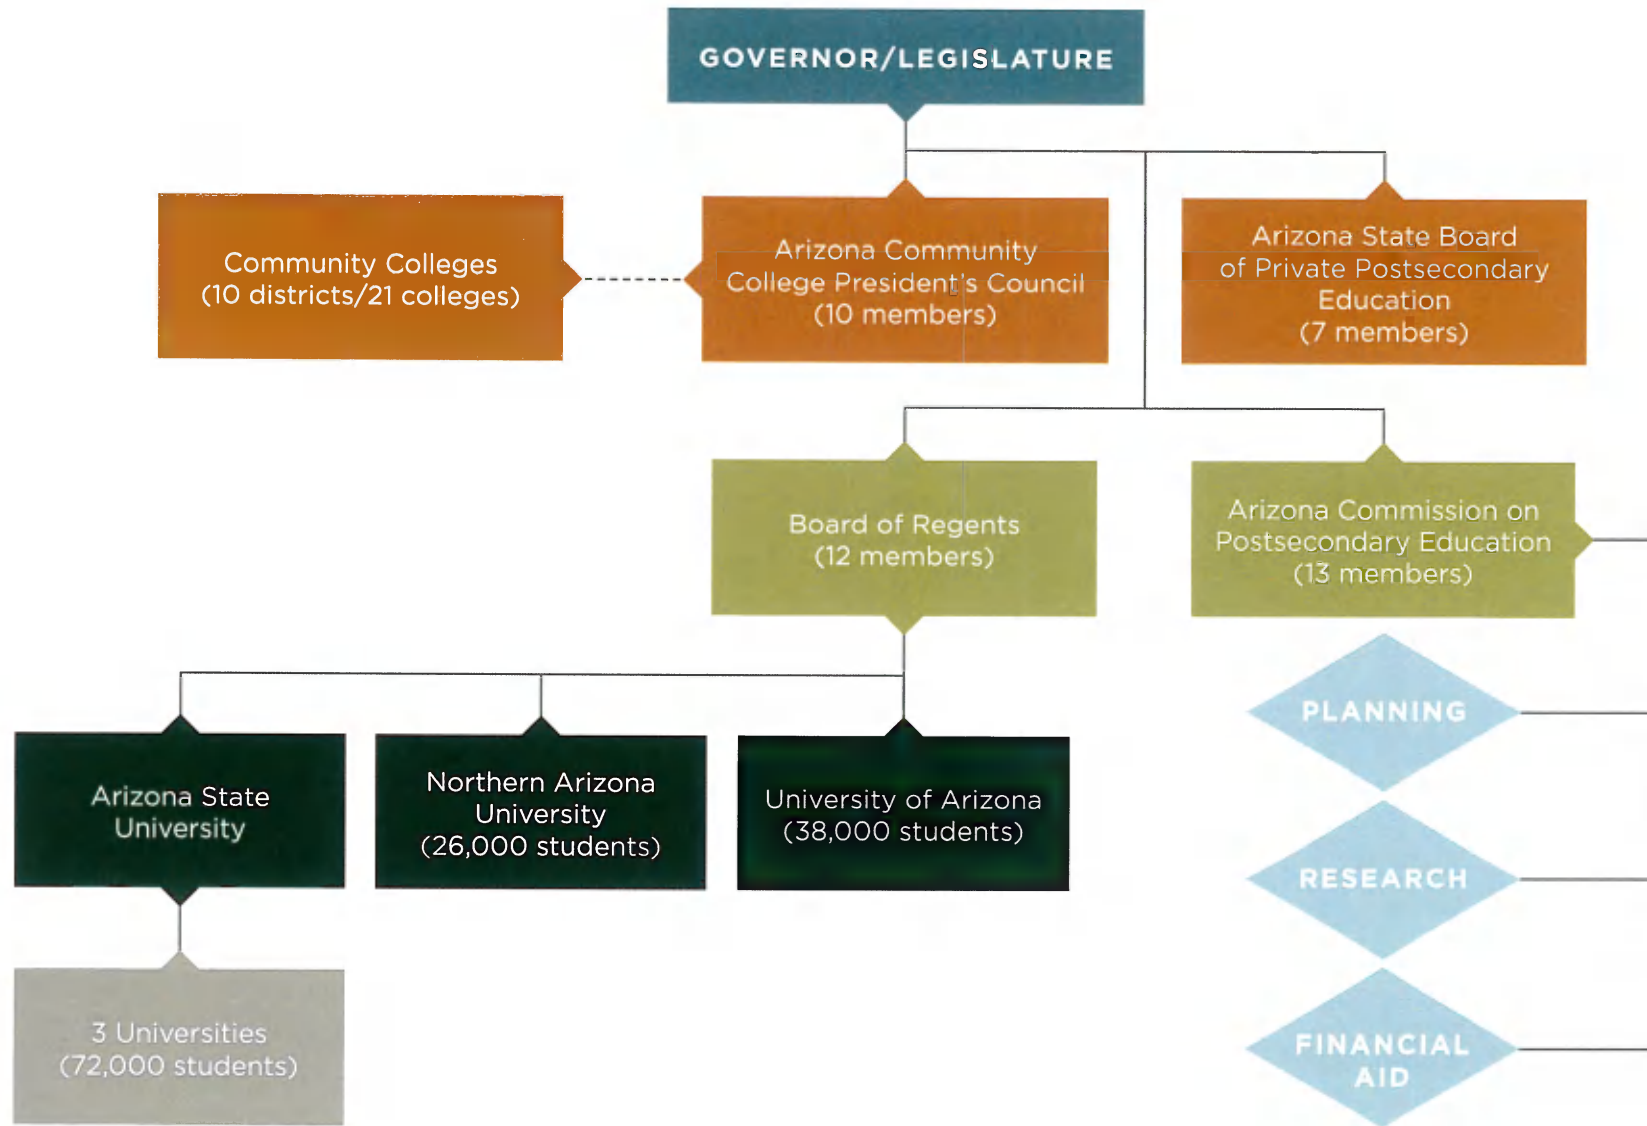 GOVERNOR/LEGISLATURE
Community Colleges
(10 districts/21 colleges)
Arizona Community
College President's Council
(10 members)
Arizona State Board
of Private Postsecondary
Education
(7 members)
Board of Regents
(12 members)
Arizona Commission on
Postsecondary Education
(13 members)
PLANNING
Arizona State
University
Northern Arizona
University
(26,000 students)
University of Arizona
(38,000 students)
RESEARCH
3 Universities
(72,000 students)
FINANCIAL
AID